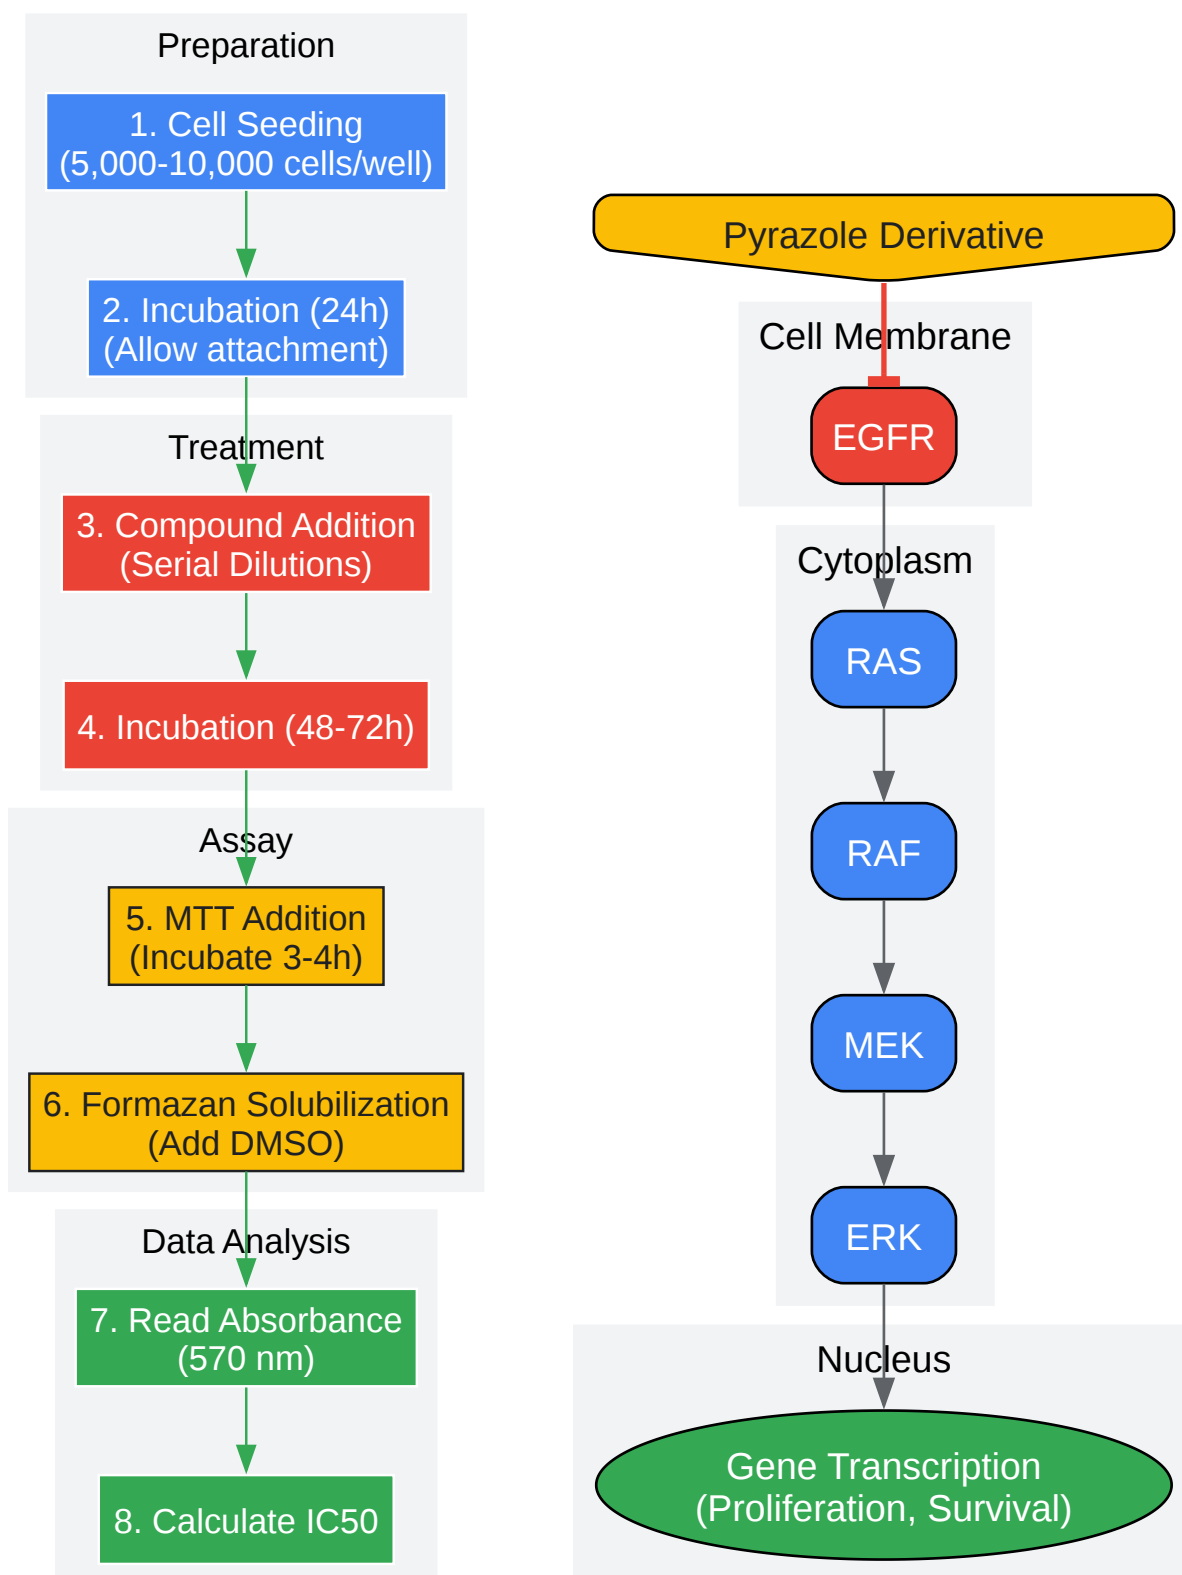 Preparation
1. Cell Seeding
(5,000-10,000 cells/well)
2. Incubation (24h)
(Allow attachment)
Treatment
3. Compound Addition
(Serial Dilutions)
4. Incubation (48-72h)
Assay
5. MTT Addition
(Incubate 3-4h)
6. Formazan Solubilization
(Add DMSO)
Data Analysis
7. Read Absorbance
(570 nm)
8. Calculate IC50
Pyrazole Derivative
Cell Membrane
EGFR
Cytoplasm
RAS
RAF
MEK
ERK
Nucleus
Gene Transcription
(Proliferation, Survival)